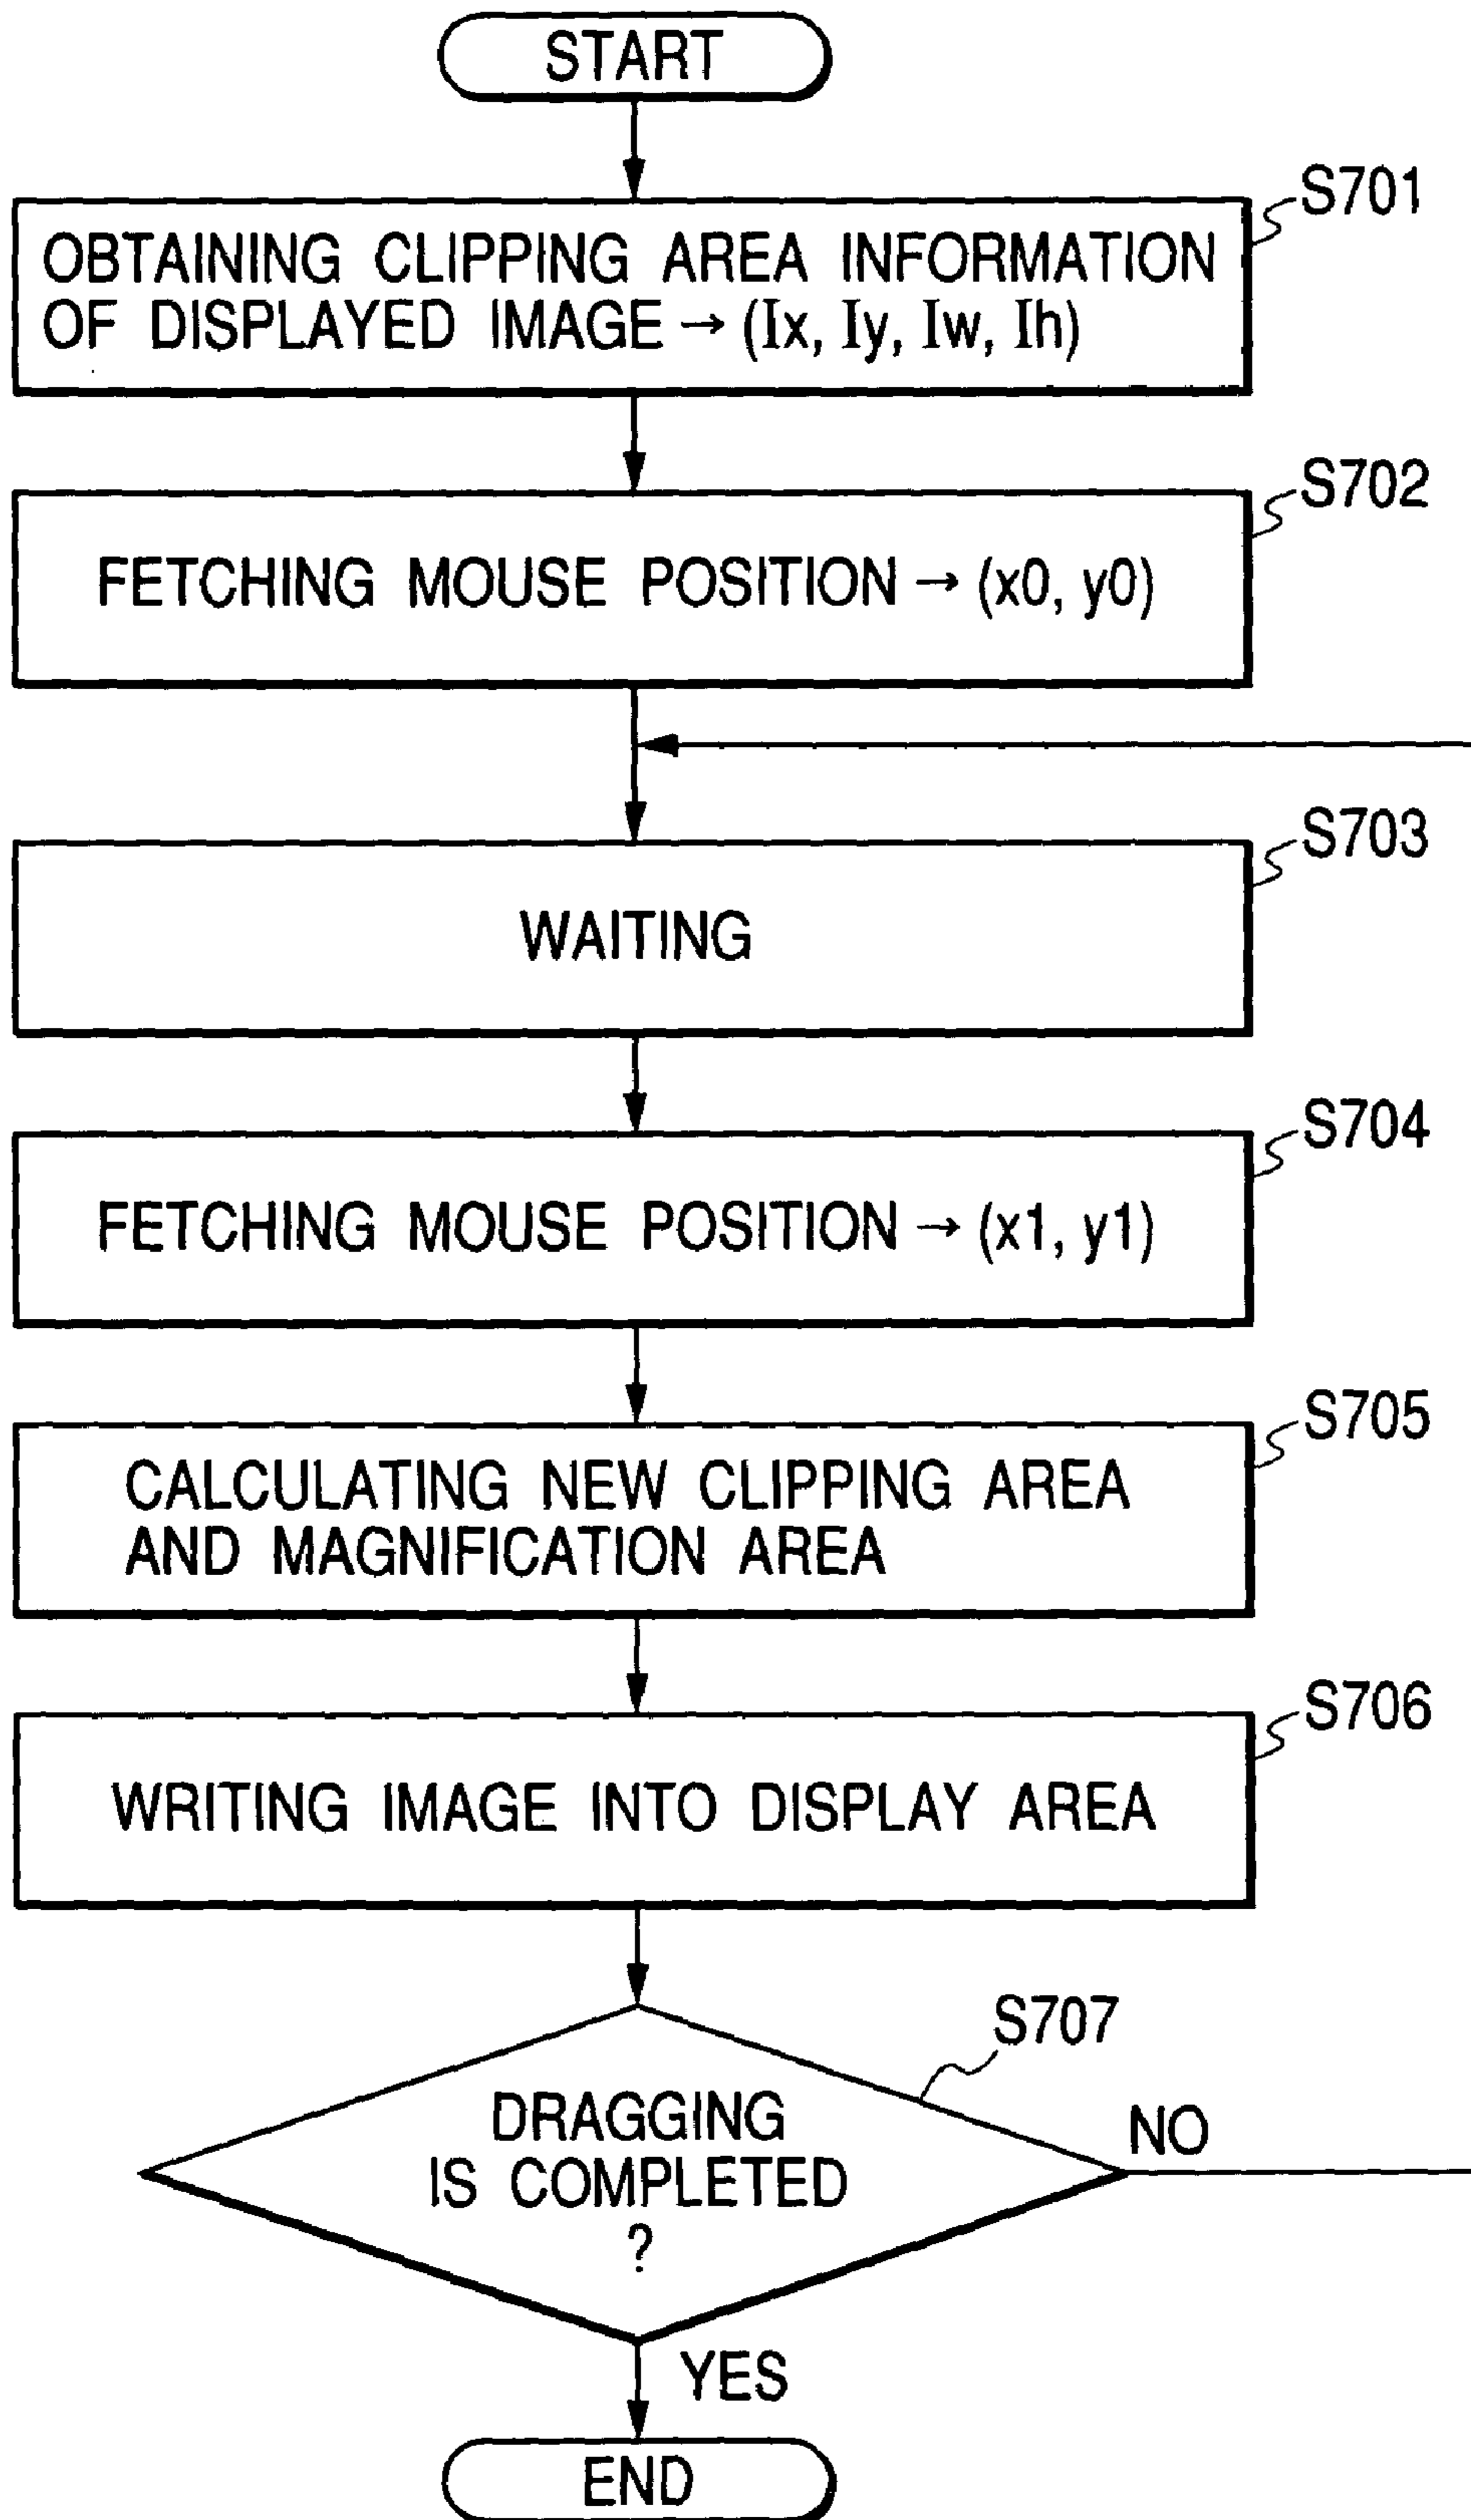 START
S701
OBTAINING CLIPPING AREA INFORMATION
OF DISPLAYED IMAGE → (Ix, Iy, Iw, Ih)
S702
FETCHING MOUSE POSITION → (x0, y0)
S703
WAITING
S704
FETCHING MOUSE POSITION → (x1, y1)
S705
CALCULATING NEW CLIPPING AREA
AND MAGNIFICATION AREA
S706
WRITING IMAGE INTO DISPLAY AREA
S707
DRAGGING
IS COMPLETED
?
NO
YES
END